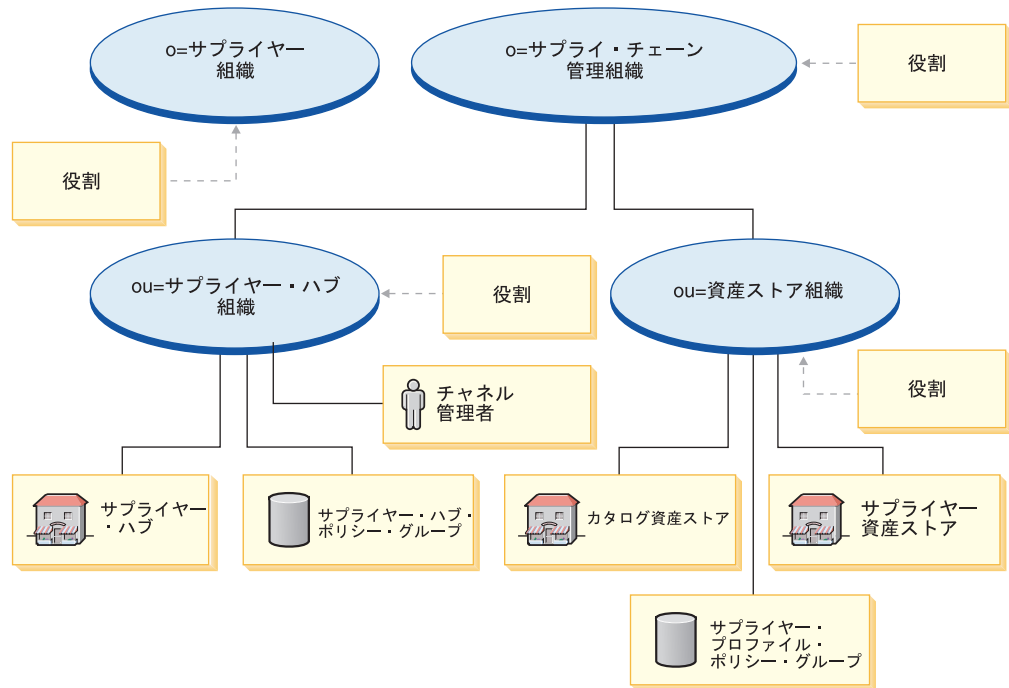 o=サプライヤー
組織
o=サプライ・チェーン
管理組織
役割
役割
ou=サプライヤー・ハブ
組織
役割
ou=資産ストア組織
役割
チャネル
管理者
サプライヤー
・ハブ
サプライヤー・ハブ・
ポリシー・グループ
カタログ資産ストア
サプライヤー
資産ストア
サプライヤー・
プロファイル・
ポリシー・グループ